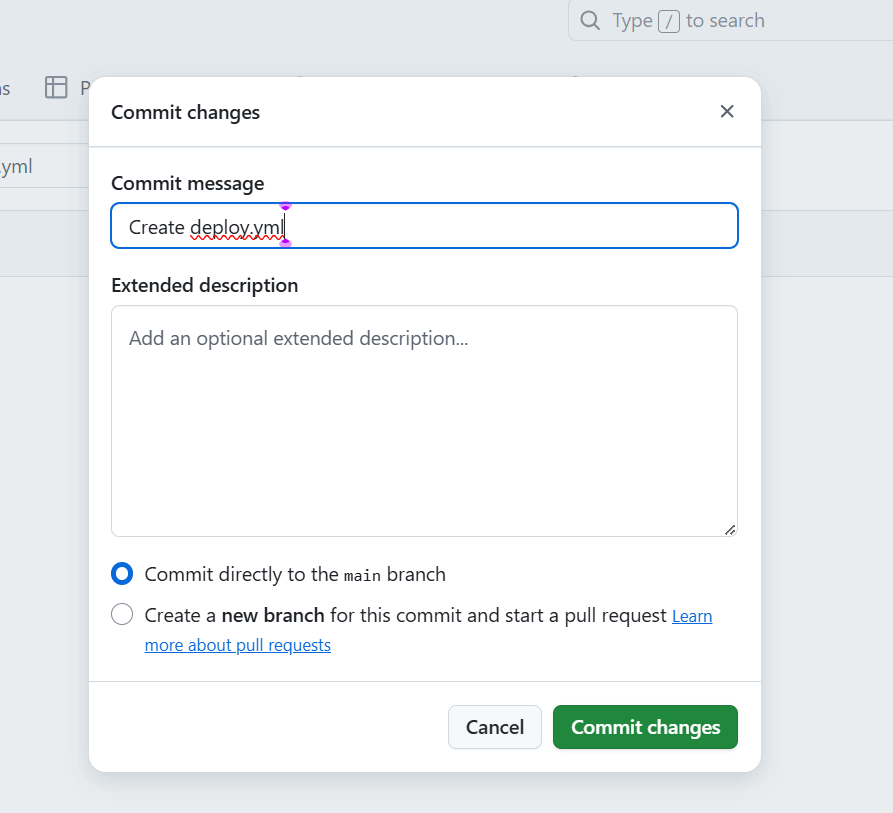 Type / to search
Commit changes
.yml
Commit message
Create deploy.yml
Extended description
Add an optional extended description...
Commit directly to the main branch
Create a new branch for this commit and start a pull request Learn
more about pull requests
Cancel
Commit changes